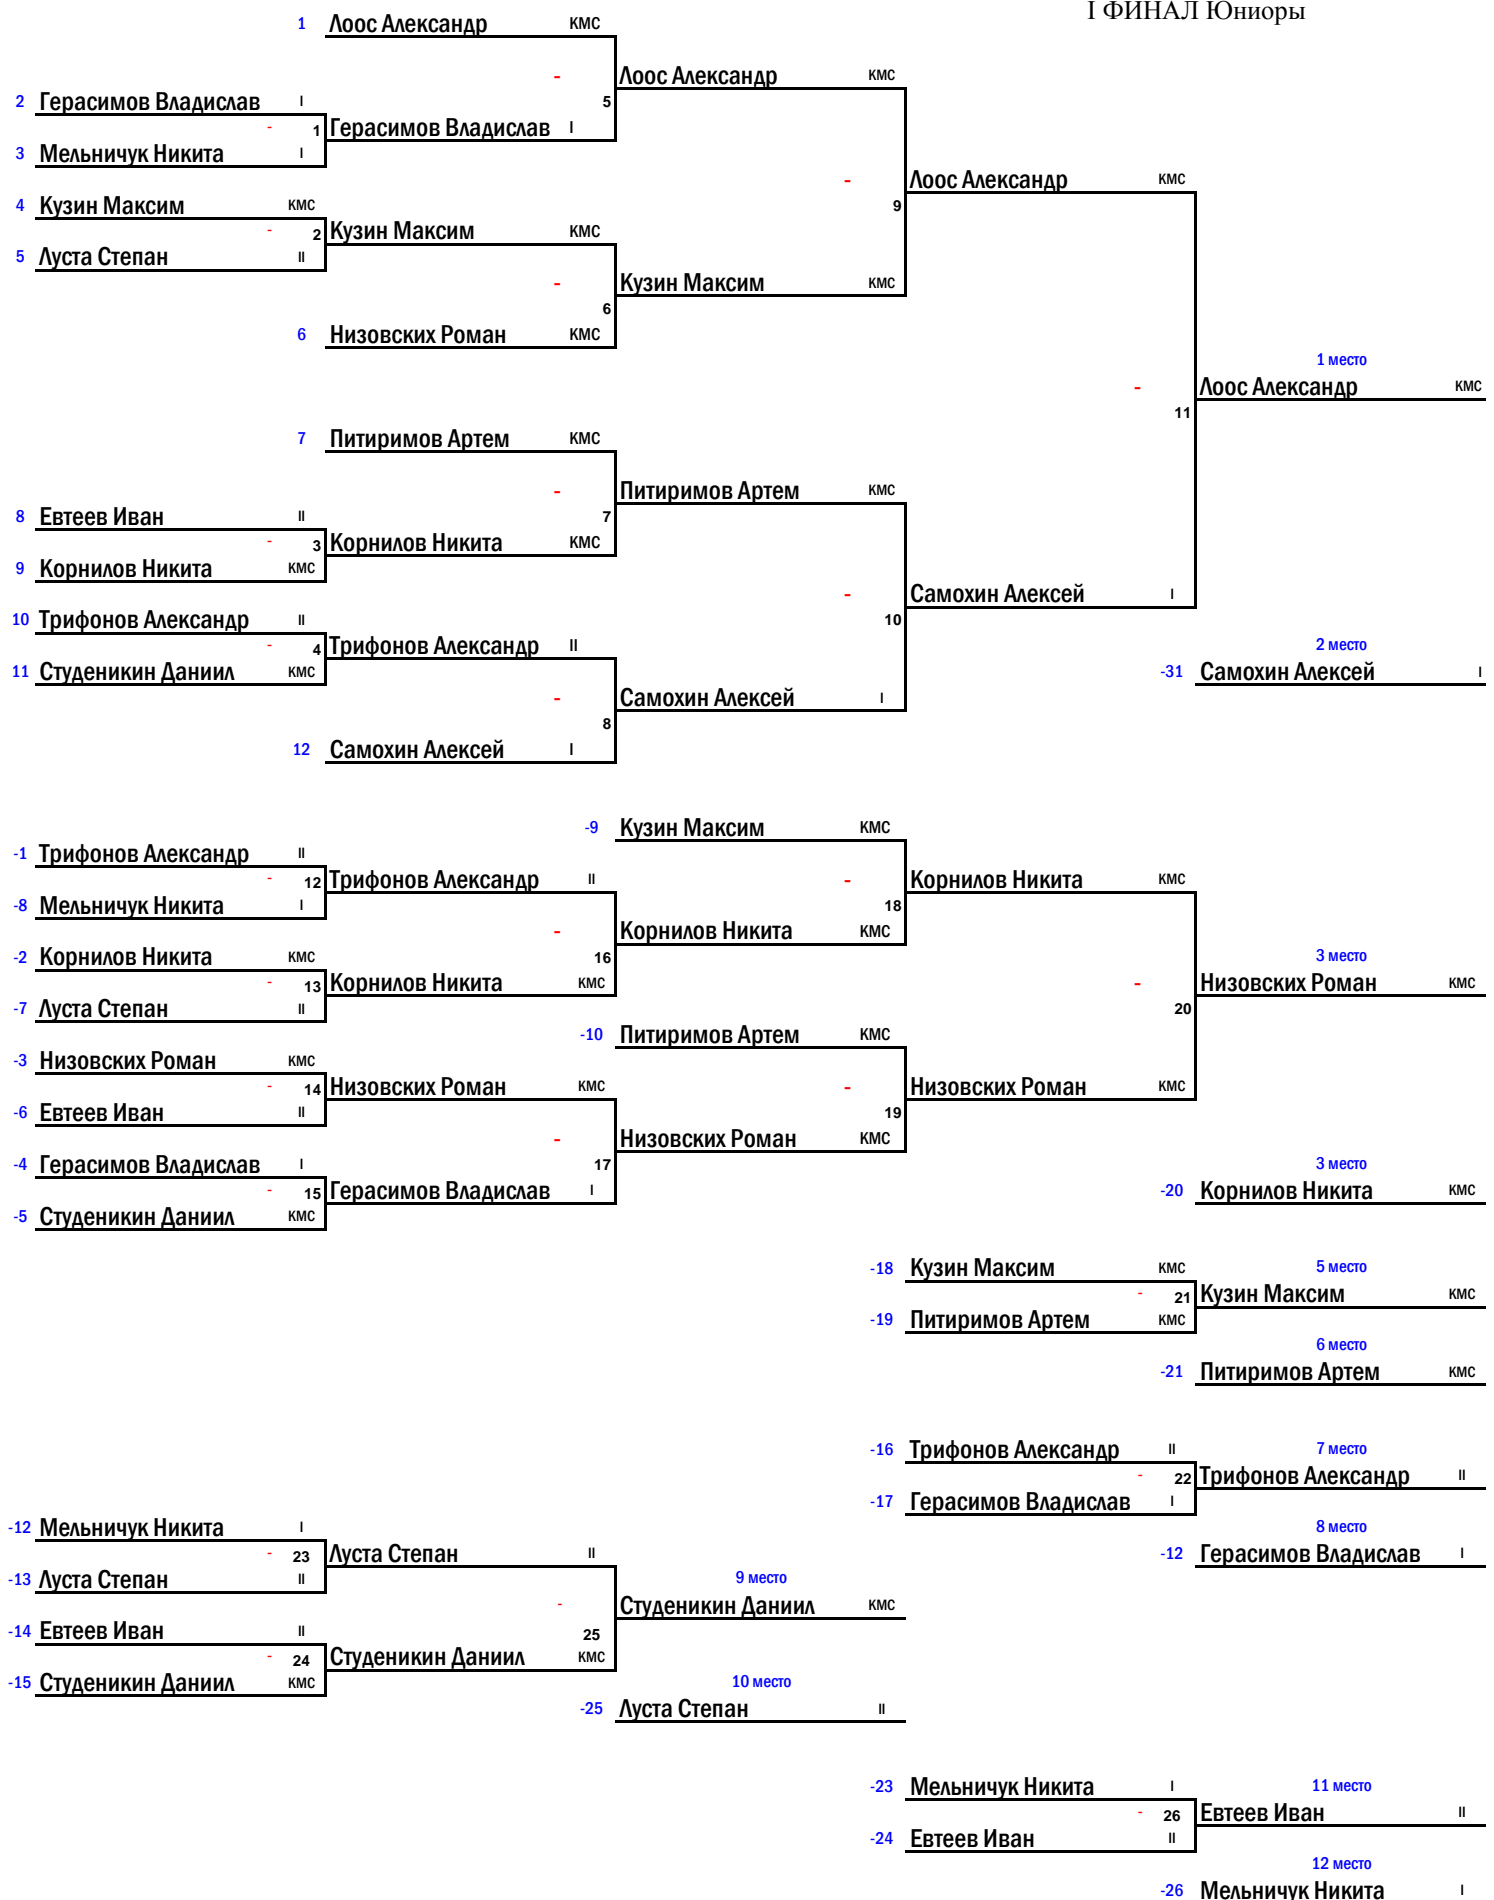 I ФИНАЛ Юниоры
1 Лоос Александр КМС
- Лоос Александр КМС
2 Герасимов Владислав I 5
- 1 Герасимов Владислав I
3 Мельничук Никита I
- Лоос Александр КМС
4 Кузин Максим КМС 9
- 2 Кузин Максим КМС
5 Луста Степан II
- Кузин Максим КМС
6
6 Низовских Роман КМС
1 место
- Лоос Александр КМС
11
7 Питиримов Артем КМС
- Питиримов Артем КМС
8 Евтеев Иван II 7
- 3 Корнилов Никита КМС
9 Корнилов Никита КМС
- Самохин Алексей I
10 Трифонов Александр II 10
- 4 Трифонов Александр II 2 место
11 Студеникин Даниил КМС -31 Самохин Алексей I
- Самохин Алексей I
8
12 Самохин Алексей I
-9 Кузин Максим КМС
-1 Трифонов Александр II
- 12 Трифонов Александр II - Корнилов Никита КМС
-8 Мельничук Никита I 18
- Корнилов Никита КМС
-2 Корнилов Никита КМС 16 3 место
- 13 Корнилов Никита КМС - Низовских Роман КМС
-7 Луста Степан II 20
-10 Питиримов Артем КМС
-3 Низовских Роман КМС
- 14 Низовских Роман КМС - Низовских Роман КМС
-6 Евтеев Иван II 19
- Низовских Роман КМС
-4 Герасимов Владислав I 17 3 место
- 15 Герасимов Владислав I -20 Корнилов Никита КМС
-5 Студеникин Даниил КМС
-18 Кузин Максим КМС 5 место
- 21 Кузин Максим КМС
-19 Питиримов Артем КМС
6 место
-21 Питиримов Артем КМС
-16 Трифонов Александр II 7 место
- 22 Трифонов Александр II
-17 Герасимов Владислав I
-12 Мельничук Никита I 8 место
- 23 Луста Степан II -12 Герасимов Владислав I
-13 Луста Степан II 9 место
- Студеникин Даниил КМС
-14 Евтеев Иван II 25
- 24 Студеникин Даниил КМС
-15 Студеникин Даниил КМС 10 место
-25 Луста Степан II
-23 Мельничук Никита I 11 место
- 26 Евтеев Иван II
-24 Евтеев Иван II
12 место
-26 Мельничук Никита I